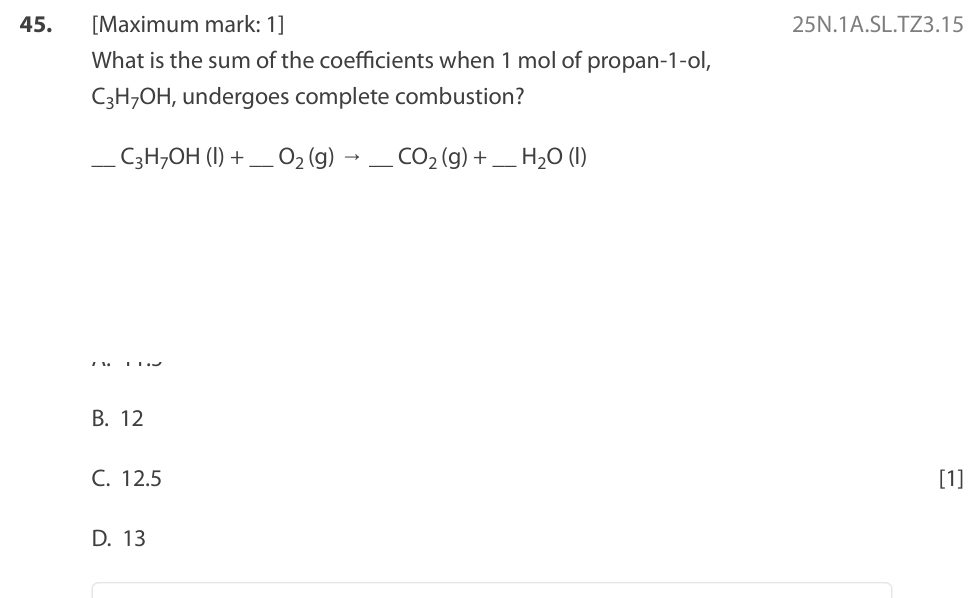 45. [Maximum mark: 1] 25N.1A.SL.TZ3.15
What is the sum of the coefficients when 1 mol of propan-1-ol,
C₃H₇OH, undergoes complete combustion?
__ C₃H₇OH (l) + __ O₂ (g) → __ CO₂ (g) + __ H₂O (l)
B. 12
C. 12.5 [1]
D. 13